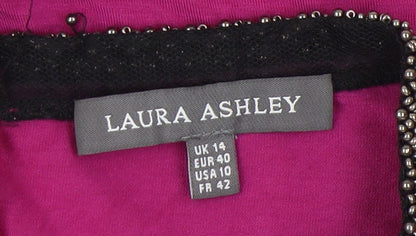 LAURA ASHLEY
UK 14
EUR 40
USA 10
FR 42